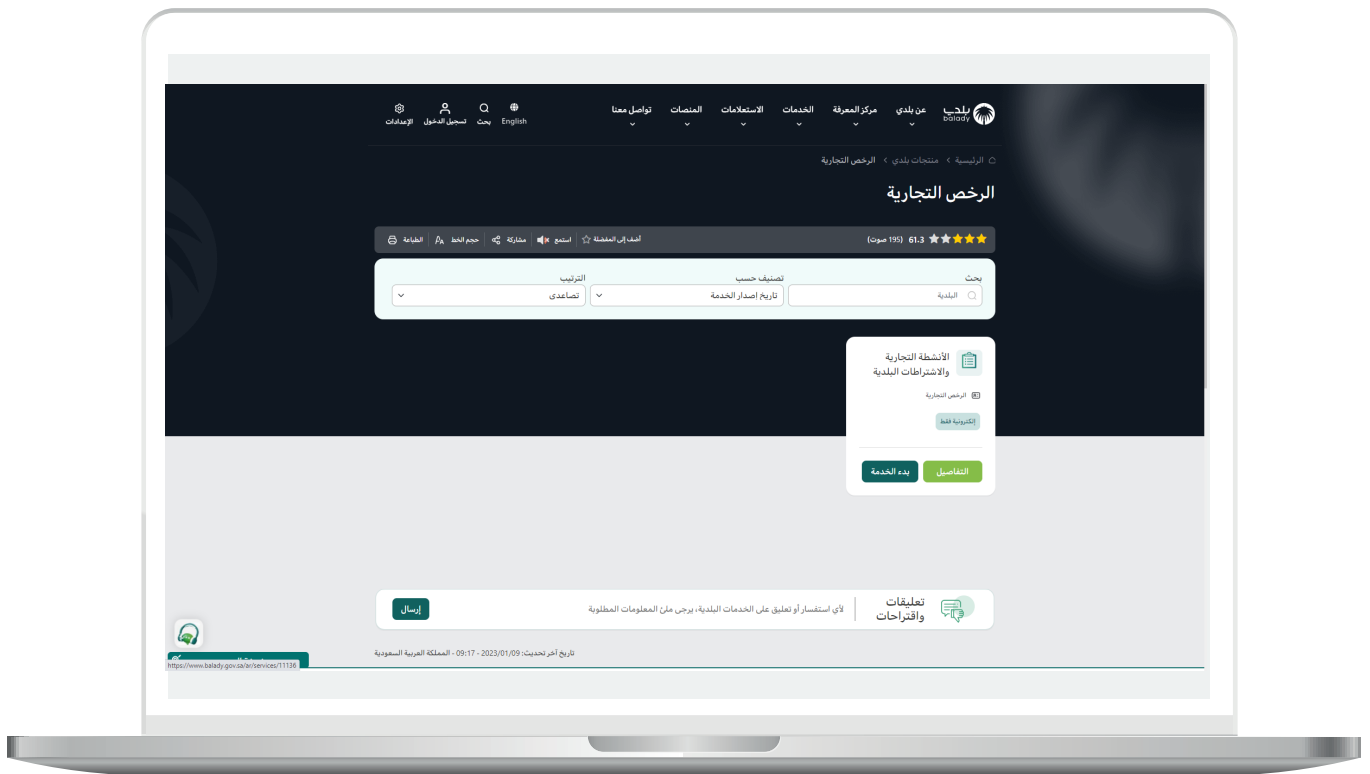 بلدي
balady
عن بلدي
مركز المعرفة
الخدمات
الاستعلامات
المنصات
تواصل معنا
English
بحث
تسجيل الدخول
الإعدادات
الرئيسية > منتجات بلدي > الرخص التجارية
الرخص التجارية
61.3 (195 صوت)
أضف إلى المفضلة
استمع
مشاركة
حجم الخط
الطباعة
بحث
تصنيف حسب
الترتيب
البلدية
تاريخ إصدار الخدمة
تصاعدى
الأنشطة التجارية
والاشتراطات البلدية
الرخص التجارية
إلكترونية فقط
التفاصيل
بدء الخدمة
تعليقات
واقتراحات
لأي استفسار أو تعليق على الخدمات البلدية، يرجى ملئ المعلومات المطلوبة
إرسال
تاريخ آخر تحديث: 2023/01/09 - 09:17 - المملكة العربية السعودية
https://www.balady.gov.sa/ar/services/11136